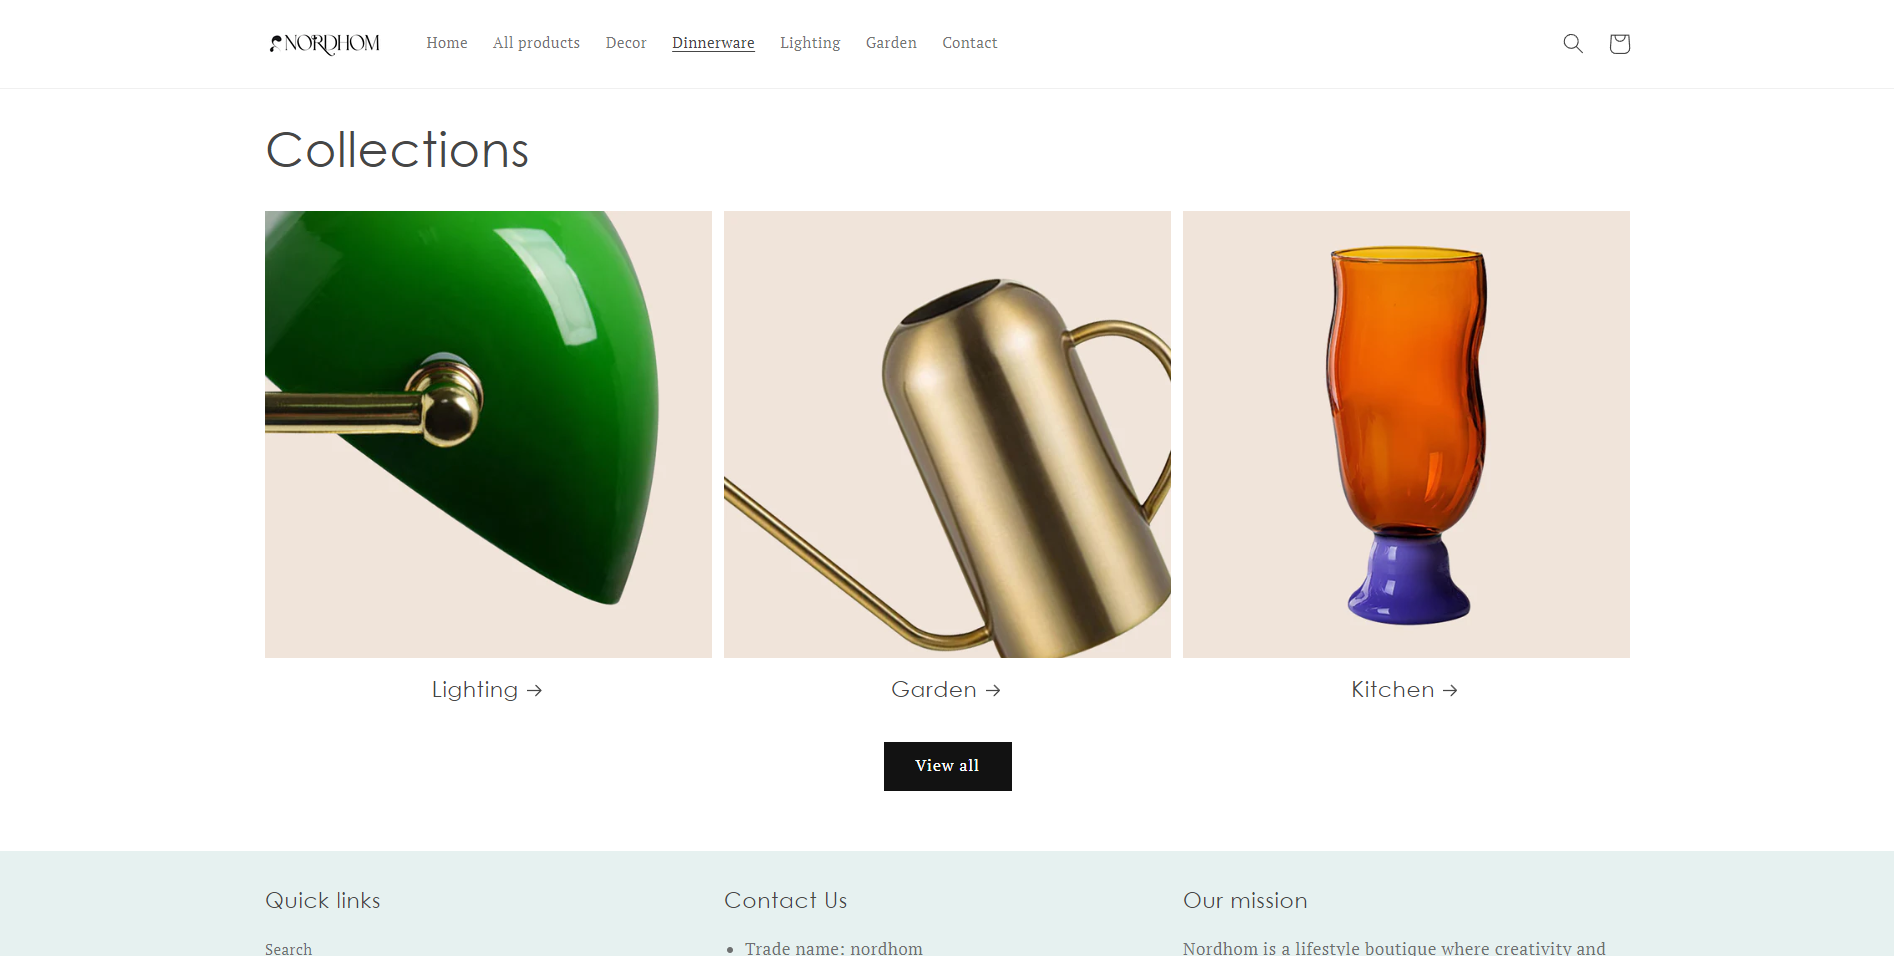 NORDHOM
Home All products Decor Dinnerware Lighting Garden Contact
Collections
Lighting →
Garden →
Kitchen →
View all
Quick links
Search
Contact Us
• Trade name: nordhom
Our mission
Nordhom is a lifestyle boutique where creativity and